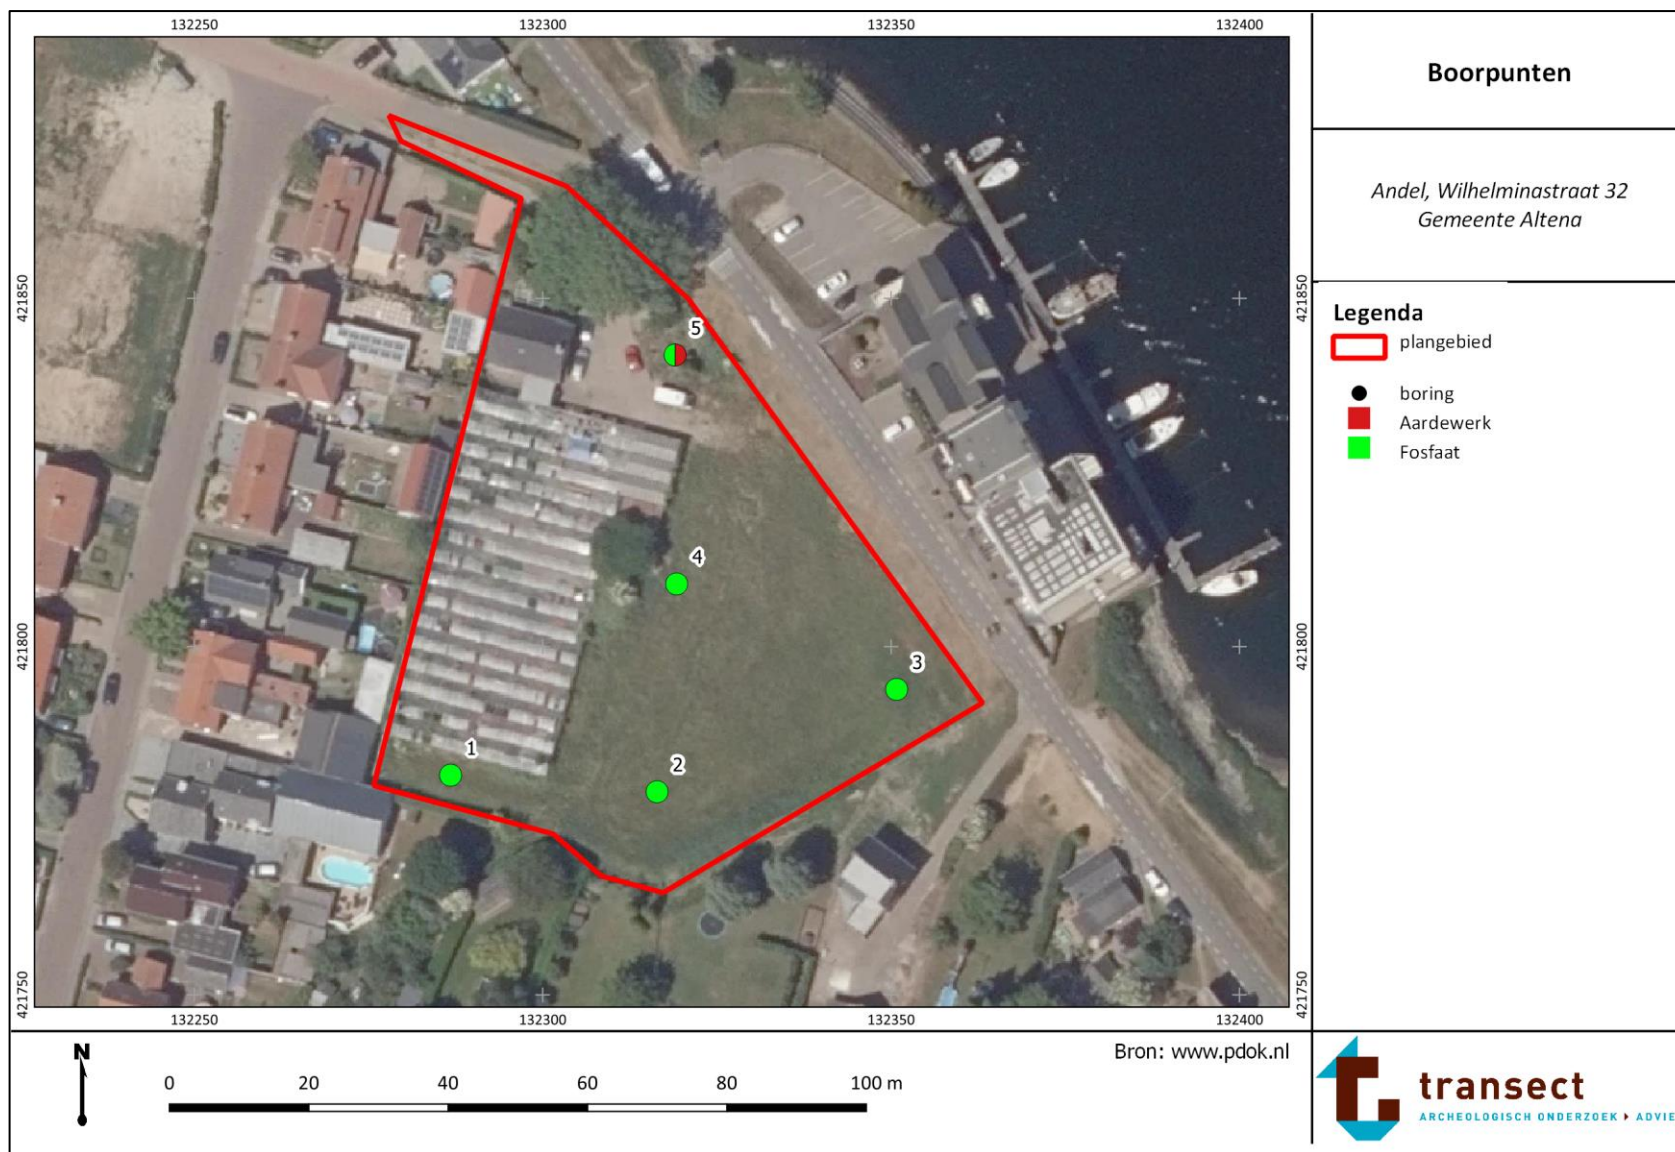 132250
132300
132350
132400
421850
421850
5
4
421800
421800
3
1
2
421750
421750
132250
132300
132350
132400
Boorpunten
Andel, Wilhelminastraat 32
Gemeente Altena
Legenda
plangebied
boring
Aardewerk
Fosfaat
Bron: www.pdok.nl
N
0
20
40
60
80
100 m
transect
ARCHEOLOGISCH ONDERZOEK ADVIE